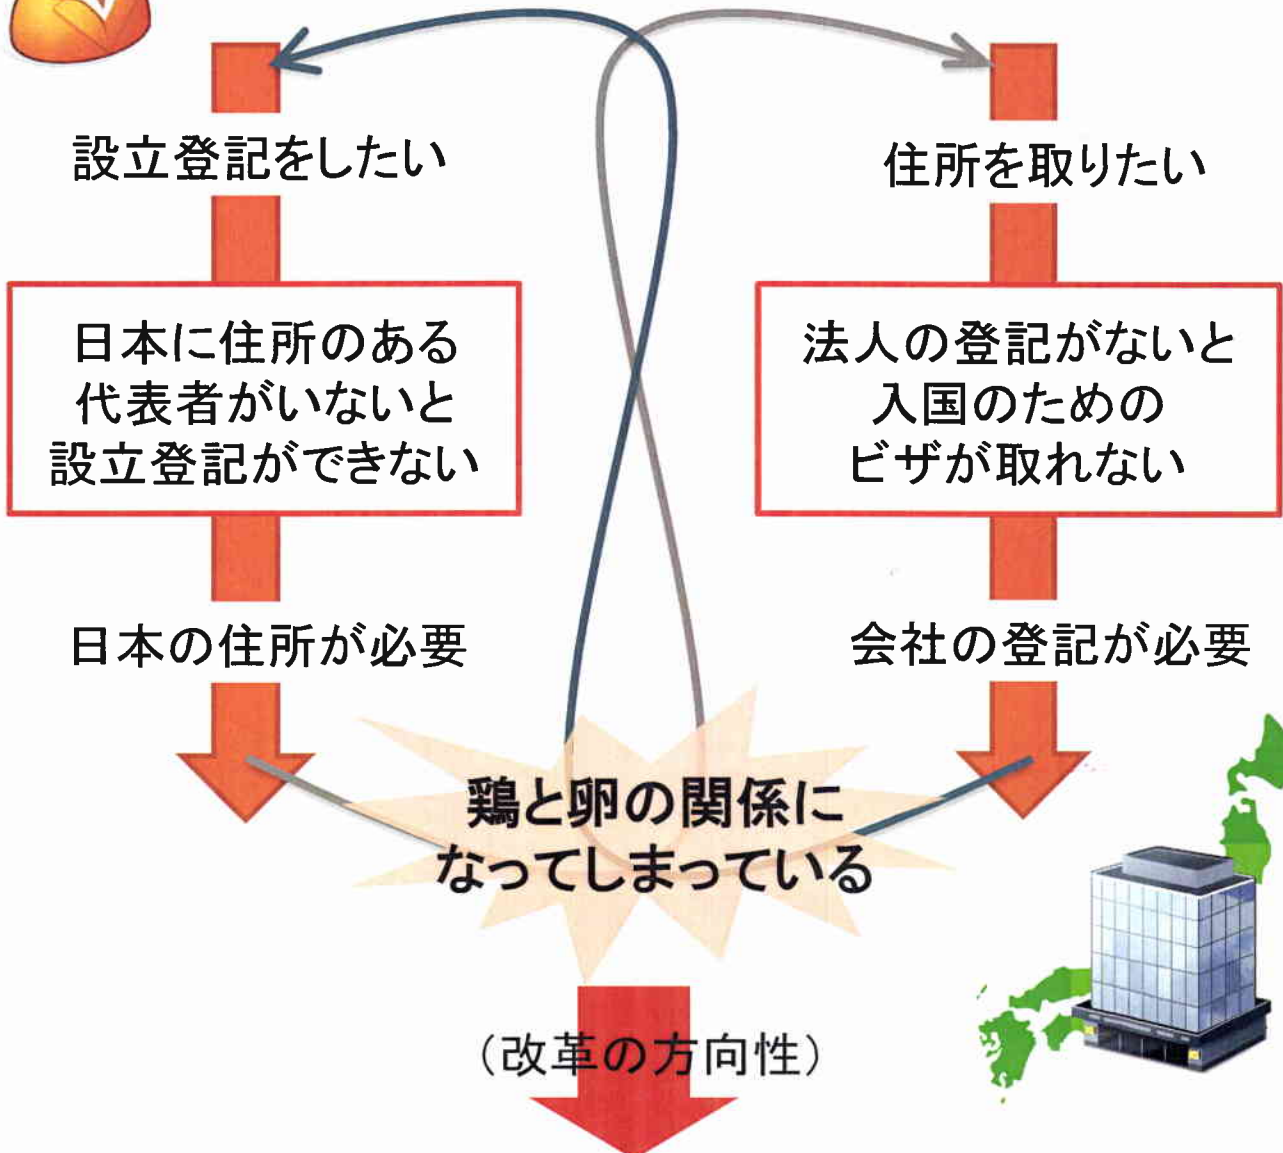 設立登記をしたい
日本に住所のある
代表者がいないと
設立登記ができない
日本の住所が必要
住所を取りたい
法人の登記がないと
入国のための
ビザが取れない
会社の登記が必要
鶏と卵の関係に
なってしまっている
（改革の方向性）